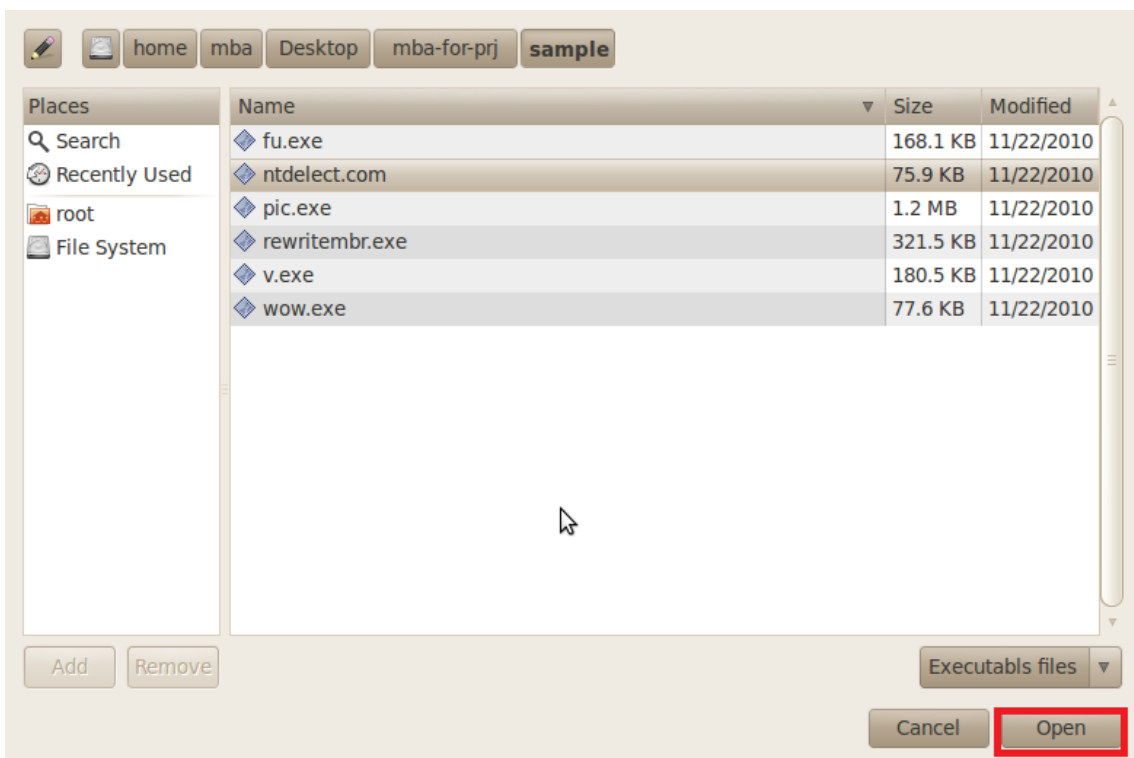 home mba Desktop mba-for-prj sample
Places
Search
Recently Used
root
File System
Name Size Modified
fu.exe 168.1 KB 11/22/2010
ntdelect.com 75.9 KB 11/22/2010
pic.exe 1.2 MB 11/22/2010
rewritembr.exe 321.5 KB 11/22/2010
v.exe 180.5 KB 11/22/2010
wow.exe 77.6 KB 11/22/2010
Add Remove
Executabls files
Cancel Open